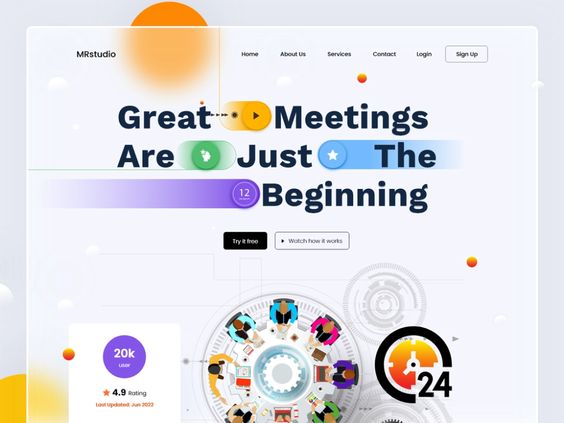 MRstudio
Home About Us Services Contact Login Sign Up
Great Meetings
Are Just The
12
Beginning
Try it free Watch how it works
20k
user
4.9 Rating
Last Updated: Jun 2022
24